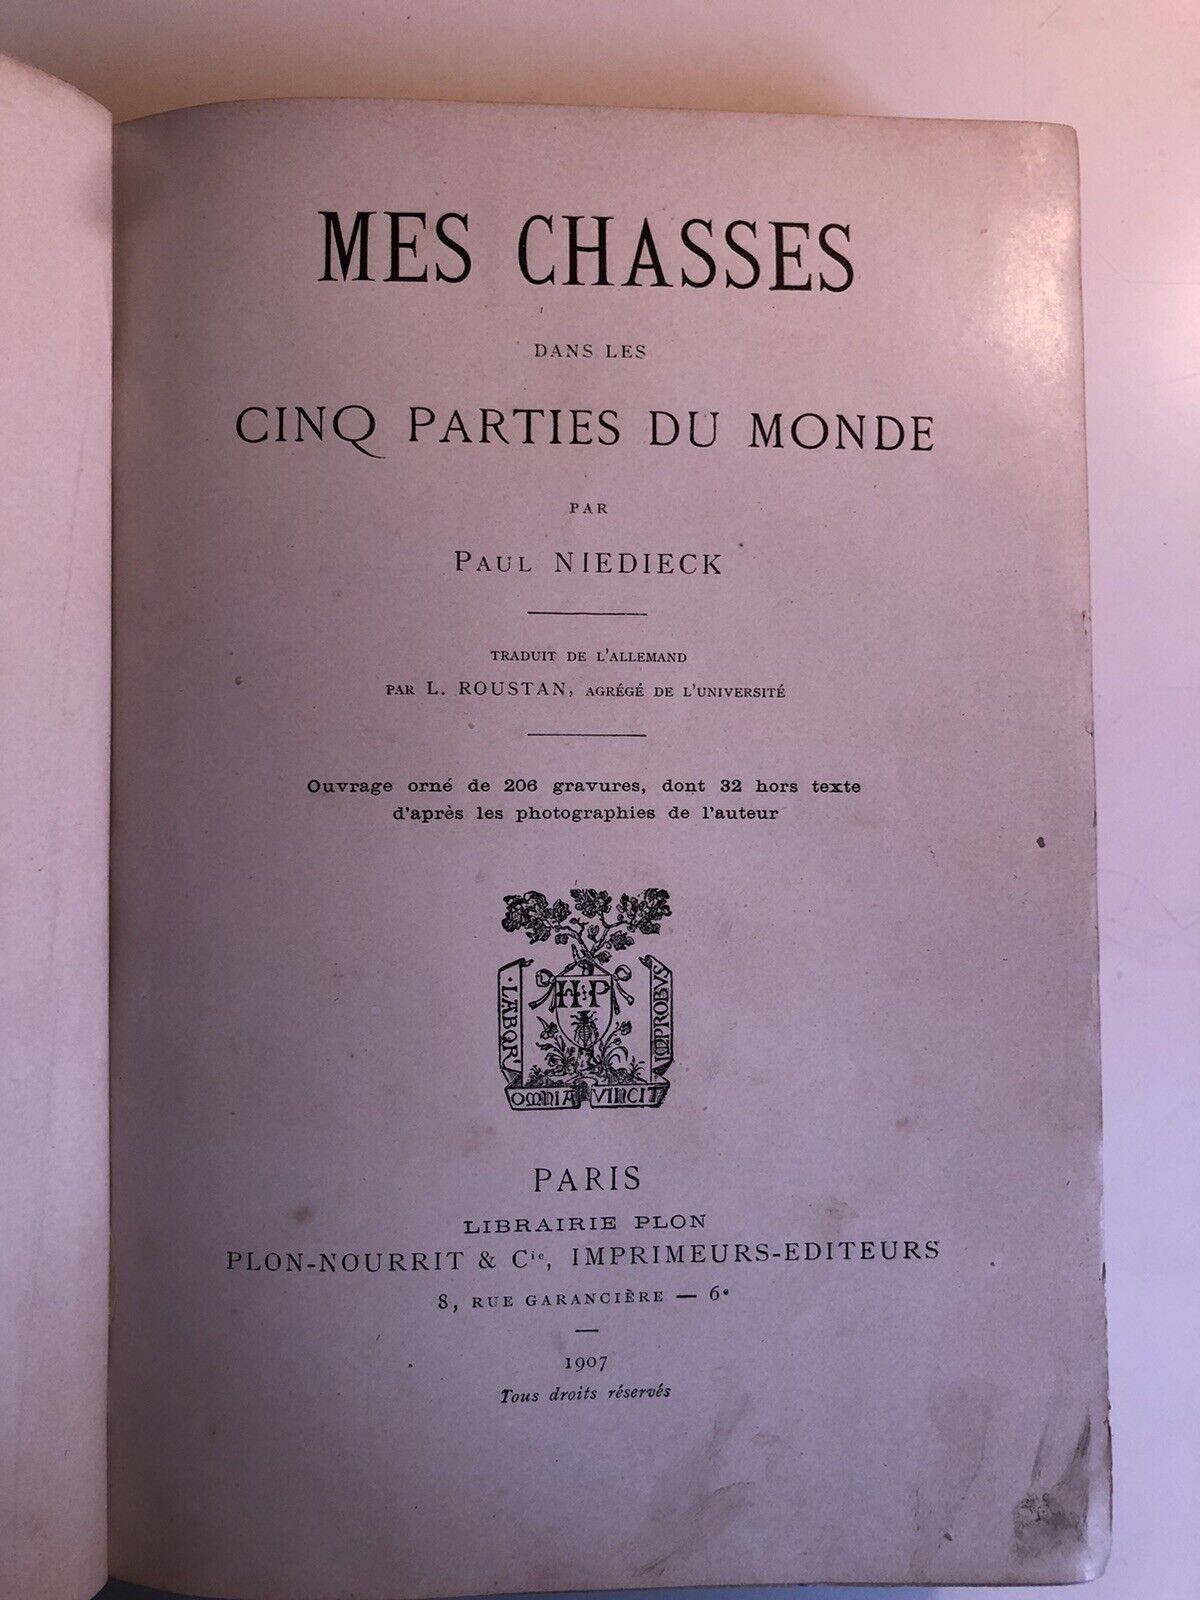 MES CHASSES
DANS LES
CINQ PARTIES DU MONDE
PAR
PAUL NIEDIECK
TRADUIT DE L'ALLEMAND
PAR L. ROUSTAN, AGRÉGÉ DE L'UNIVERSITÉ
Ouvrage orné de 206 gravures, dont 32 hors texte
d'après les photographies de l'auteur
H P
LABOR
IMPROBVS
OMNIA VINCIT
PARIS
LIBRAIRIE PLON
PLON-NOURRIT & Cie, IMPRIMEURS-EDITEURS
8, RUE GARANCIÈRE — 6e
1907
Tous droits réservés